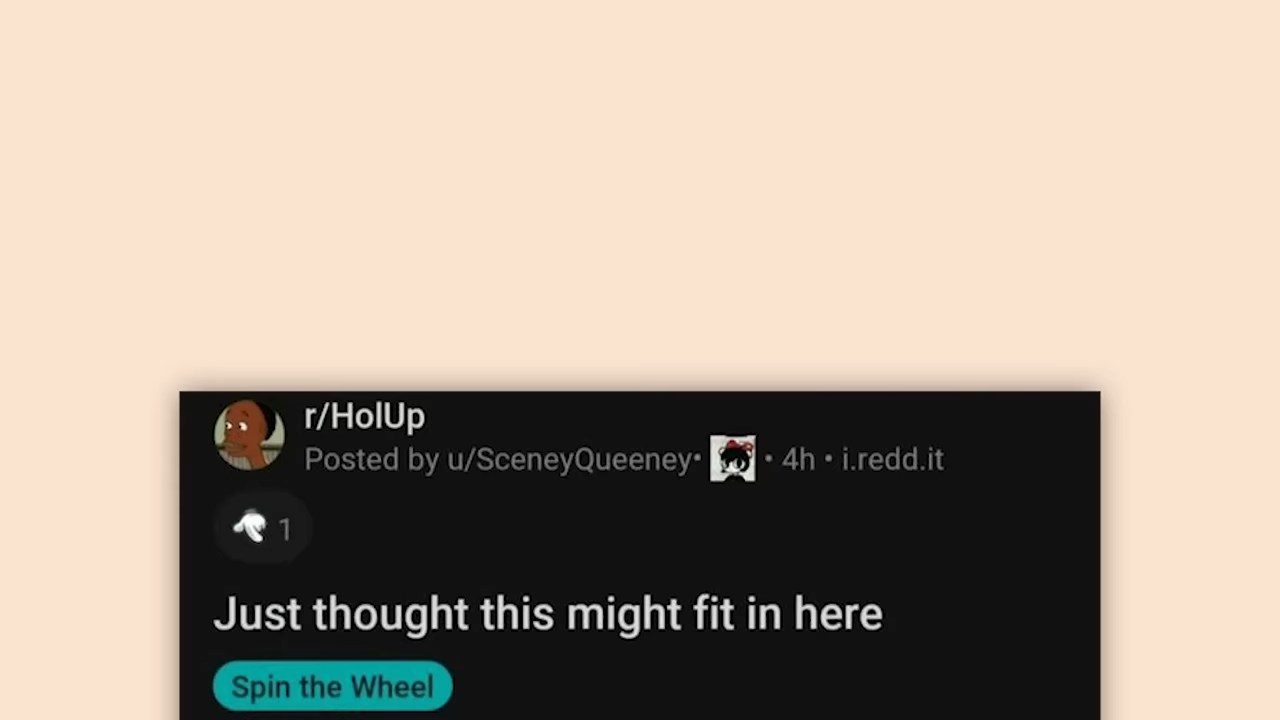 r/HolUp
Posted by u/SceneyQueeney• • 4h • i.redd.it
1
Just thought this might fit in here
Spin the Wheel